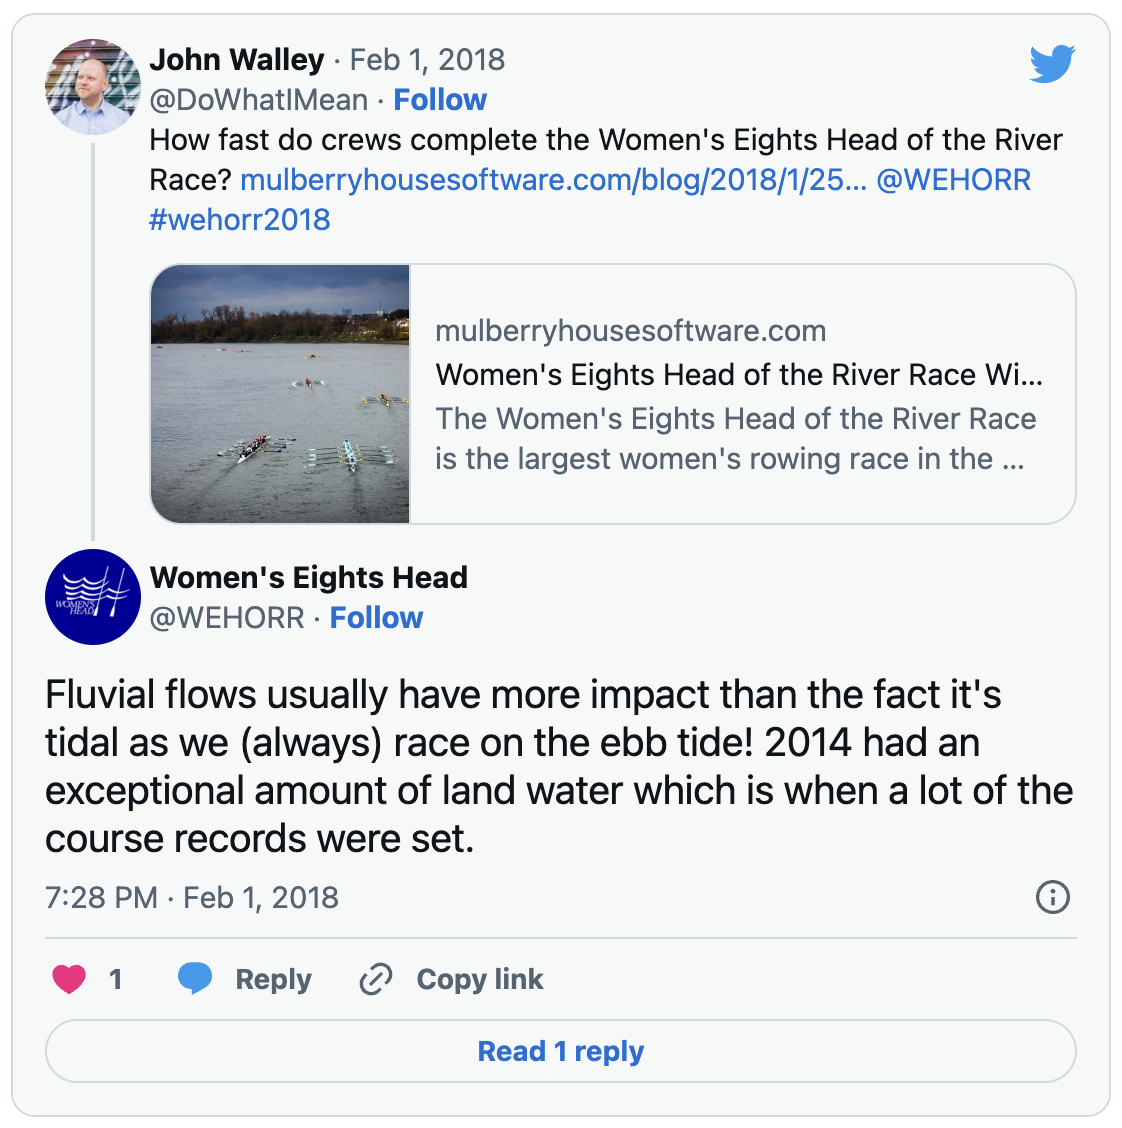 John Walley · Feb 1, 2018
@DoWhatIMean · Follow
How fast do crews complete the Women's Eights Head of the River
Race? mulberryhousesoftware.com/blog/2018/1/25... @WEHORR
#wehorr2018
mulberryhousesoftware.com
Women's Eights Head of the River Race Wi...
The Women's Eights Head of the River Race
is the largest women's rowing race in the ...
WOMEN'S
HEAD
Women's Eights Head
@WEHORR · Follow
Fluvial flows usually have more impact than the fact it's
tidal as we (always) race on the ebb tide! 2014 had an
exceptional amount of land water which is when a lot of the
course records were set.
7:28 PM · Feb 1, 2018
1 Reply Copy link
Read 1 reply